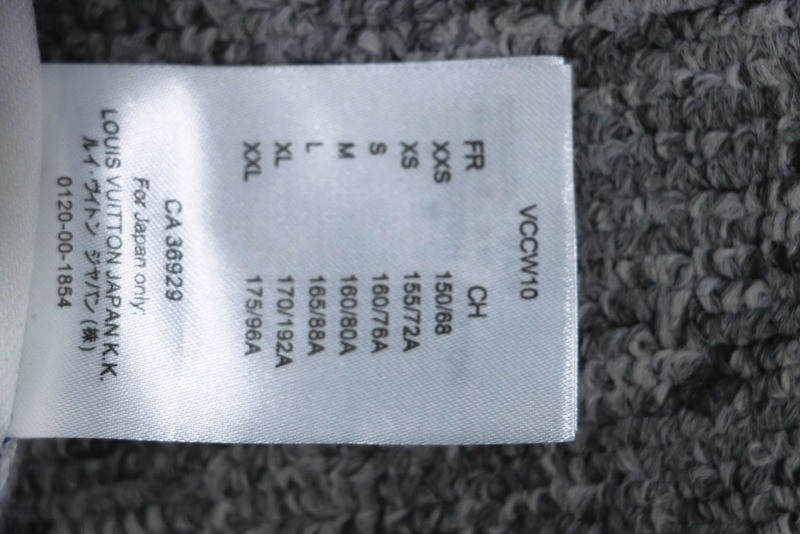 VCCW10
FR CH
XXS 150/68
XS 155/72A
S 160/76A
M 160/80A
L 165/88A
XL 170/192A
XXL 175/96A
CA 36929
For Japan only:
LOUIS VUITTON JAPAN K.K.
ルイ・ヴィトン ジャパン(株)
0120-00-1854